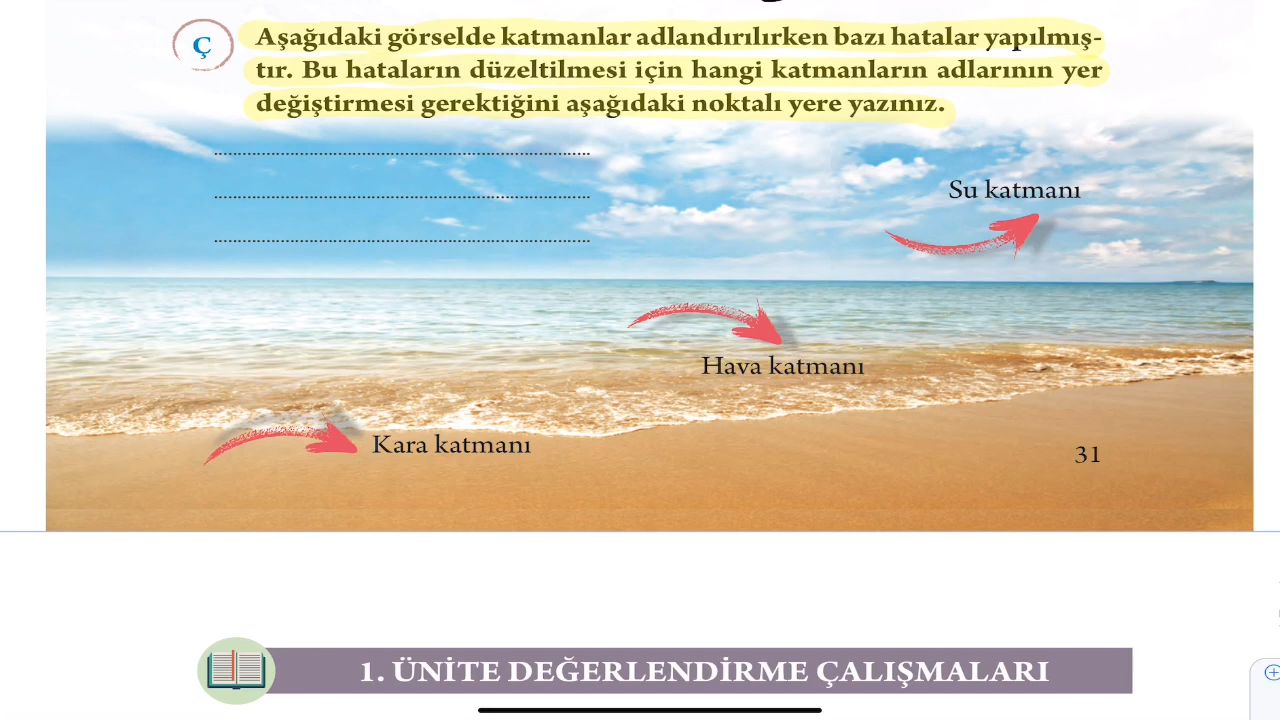 Ç
Aşağıdaki görselde katmanlar adlandırılırken bazı hatalar yapılmış-
tır. Bu hataların düzeltilmesi için hangi katmanların adlarının yer
değiştirmesi gerektiğini aşağıdaki noktalı yere yazınız.
................................................................................
................................................................................
................................................................................
Su katmanı
Hava katmanı
Kara katmanı
31
1. ÜNİTE DEĞERLENDİRME ÇALIŞMALARI